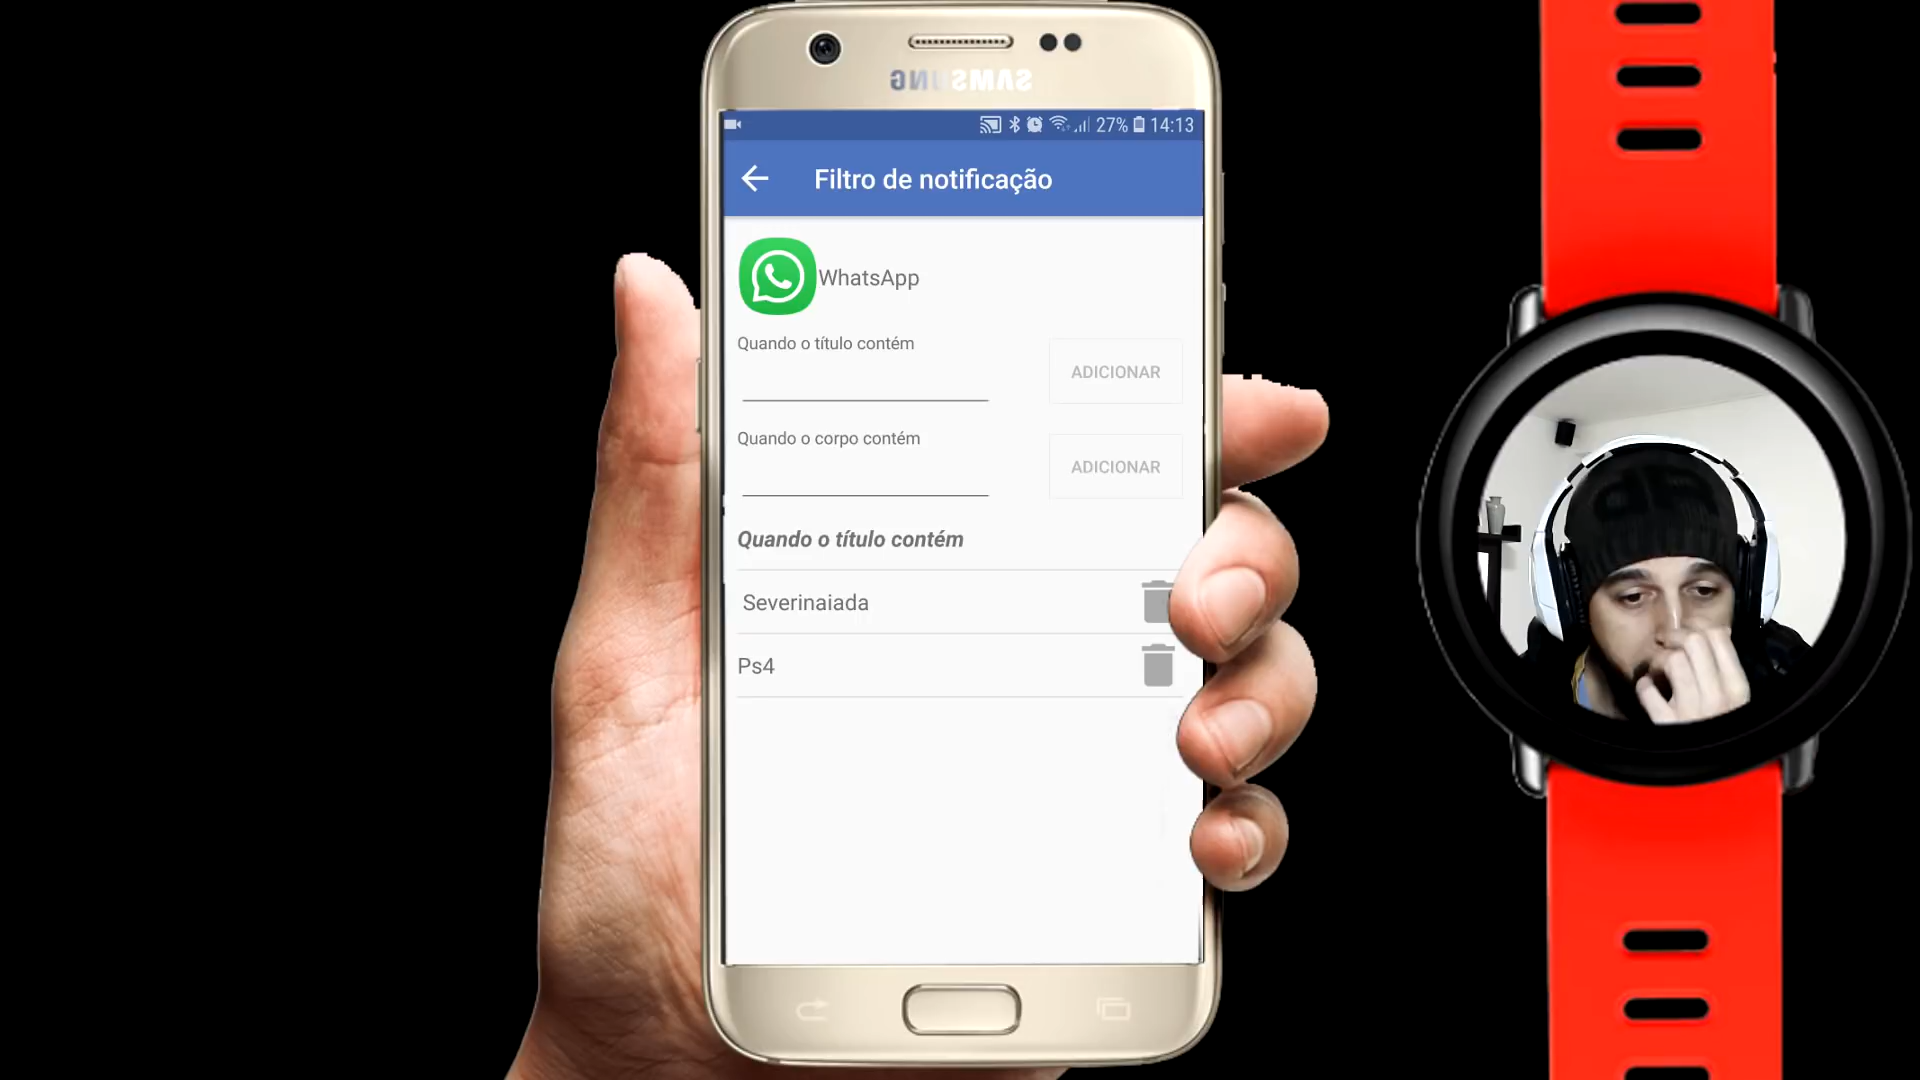 SAMSUNG
27% 14:13
Filtro de notificação
WhatsApp
Quando o título contém
ADICIONAR
Quando o corpo contém
ADICIONAR
Quando o título contém
Severinaiada
Ps4